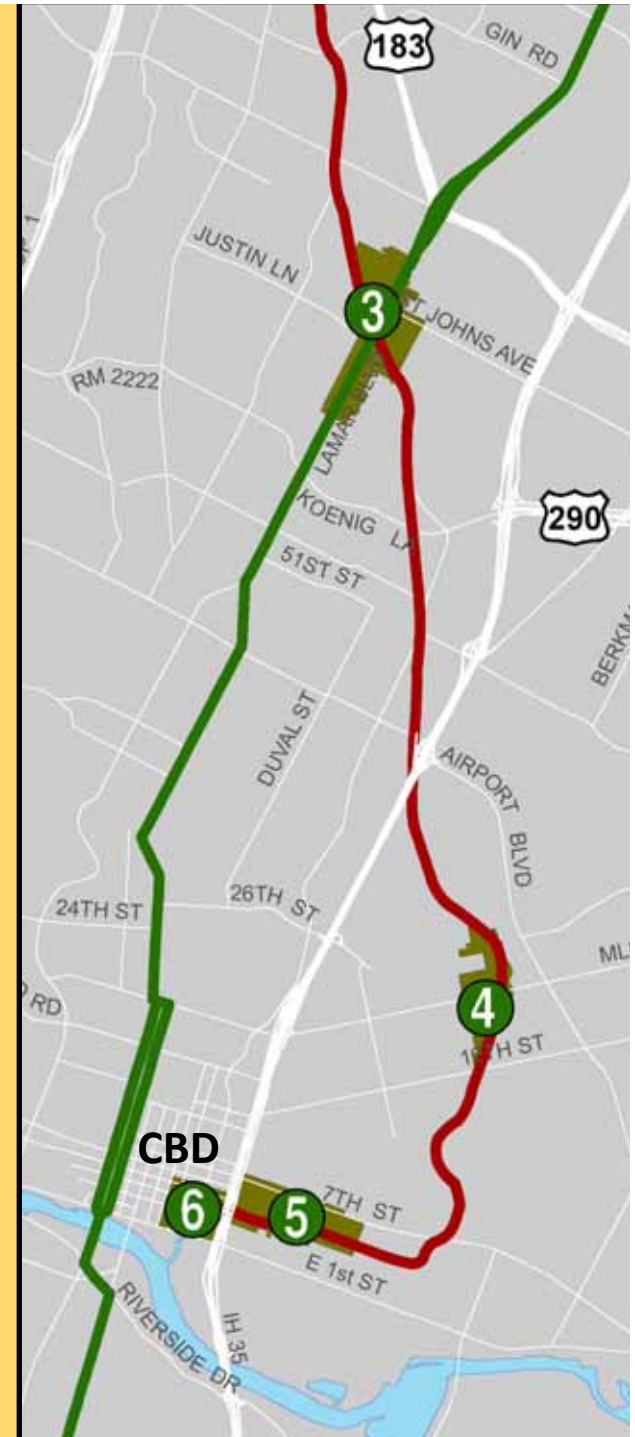 183
GIN RD
JUSTIN LN
3
ST JOHNS AVE
RM 2222
LAMAR
KOENIG LA
290
51ST ST
DUVAL ST
AIRPORT BLVD
24TH ST
26TH ST
RD
4
CBD
6
5
7TH ST
E 1st ST
RIVERSIDE DR
IH 35